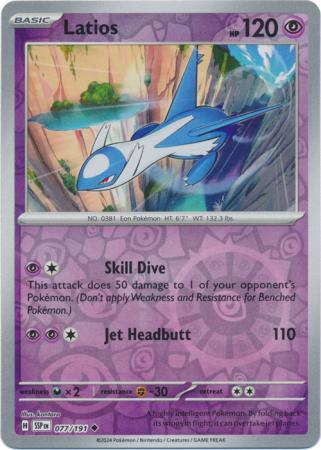 BASIC
Latios HP 120
NO. 0381 Eon Pokémon. HT: 6'7" WT: 132.3 lbs.
Skill Dive
This attack does 50 damage to 1 of your opponent's
Pokémon. (Don't apply Weakness and Resistance for Benched
Pokémon.)
Jet Headbutt 110
weakness ×2 resistance -30 retreat
Illus. kantaro
H SSP EN 077/191
A highly intelligent Pokémon. By folding back
its wings in flight, it can overtake jet planes.
©2024 Pokémon / Nintendo / Creatures / GAME FREAK